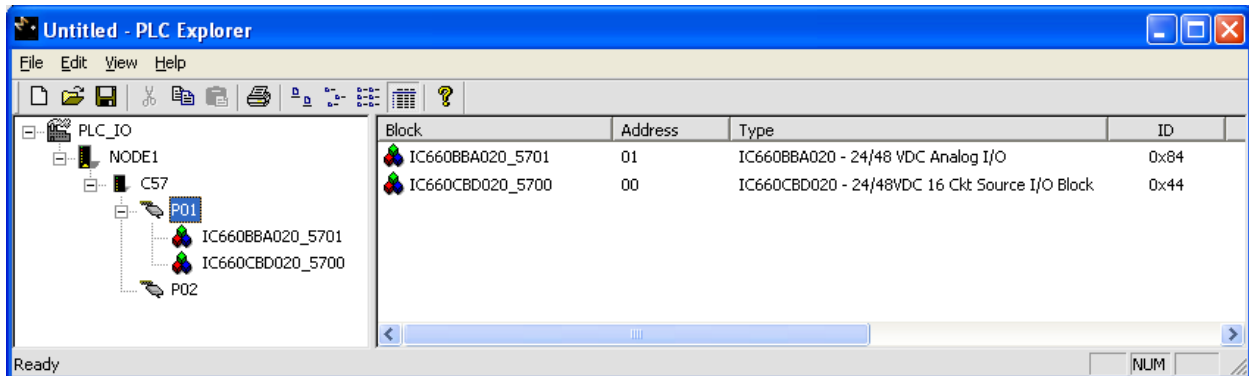 Untitled - PLC Explorer
File Edit View Help
PLC_IO
NODE1
C57
P01
IC660BBA020_5701
IC660CBD020_5700
P02
Block Address Type ID
IC660BBA020_5701 01 IC660BBA020 - 24/48 VDC Analog I/O 0x84
IC660CBD020_5700 00 IC660CBD020 - 24/48VDC 16 Ckt Source I/O Block 0x44
Ready NUM